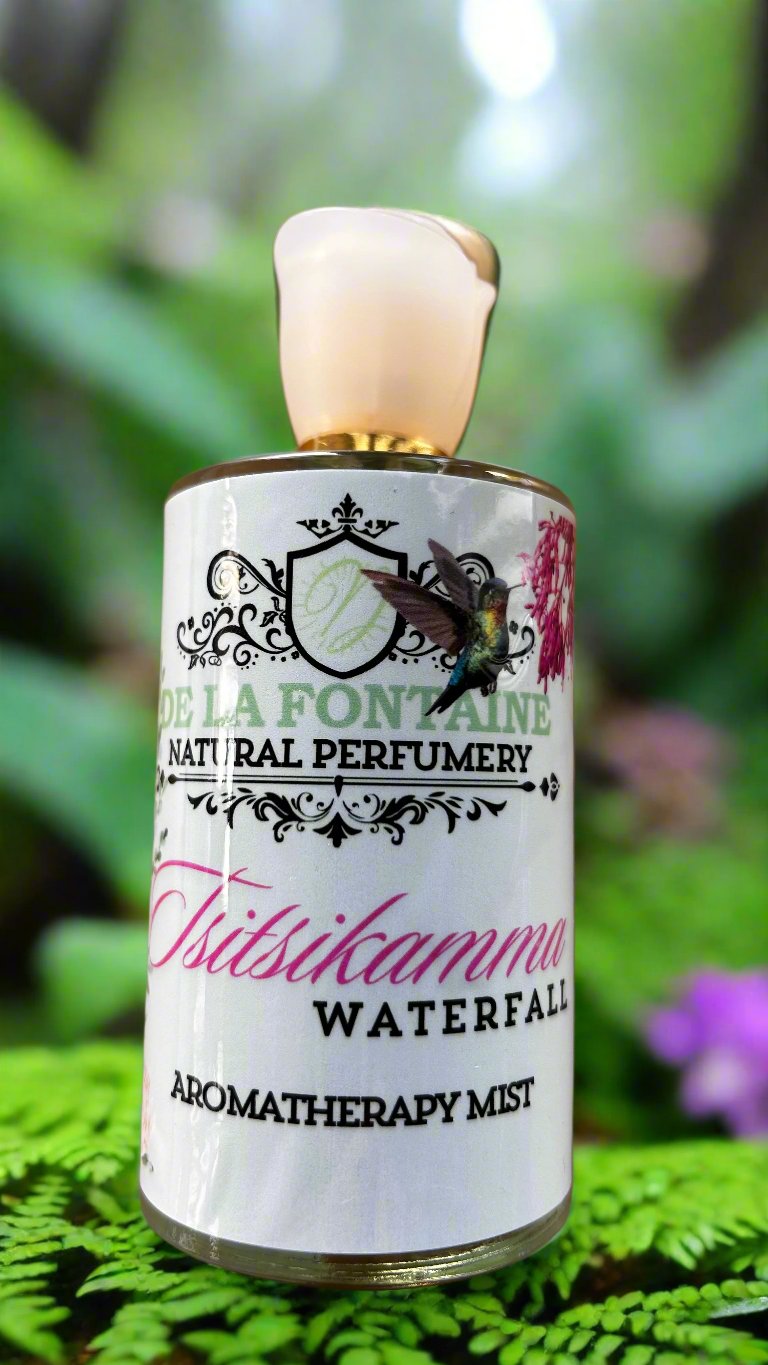 DE LA FONTAINE
NATURAL PERFUMERY
Tsitsikamma
WATERFALL
AROMATHERAPY MIST